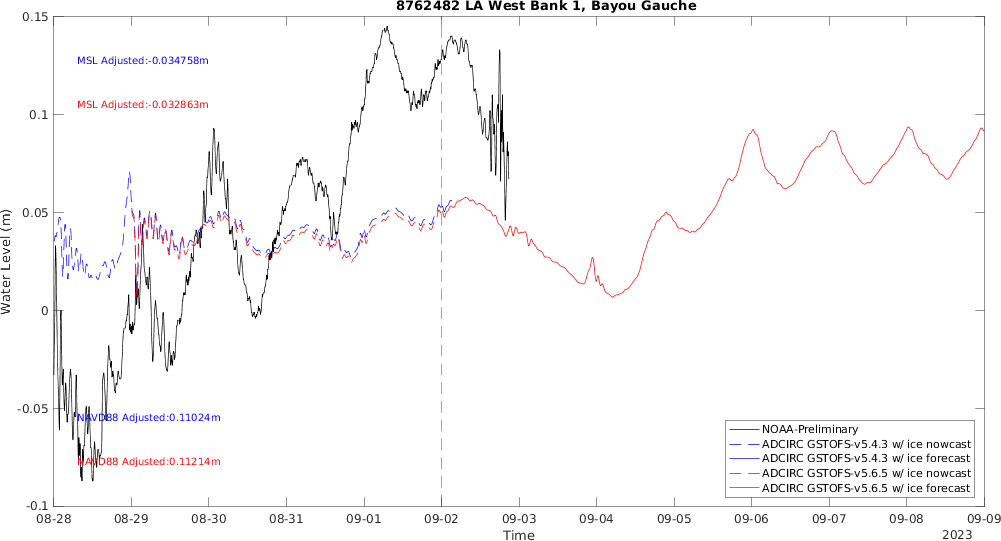 8762482 LA West Bank 1, Bayou Gauche
0.15
MSL Adjusted:-0.034758m
MSL Adjusted:-0.032863m
0.1
0.05
Water Level (m)
0
-0.05
NAVD88 Adjusted:0.11024m
NAVD88 Adjusted:0.11214m
NOAA-Preliminary
ADCIRC GSTOFS-v5.4.3 w/ ice nowcast
ADCIRC GSTOFS-v5.4.3 w/ ice forecast
ADCIRC GSTOFS-v5.6.5 w/ ice nowcast
ADCIRC GSTOFS-v5.6.5 w/ ice forecast
-0.1
08-28 08-29 08-30 08-31 09-01 09-02 09-03 09-04 09-05 09-06 09-07 09-08 09-09
Time
2023